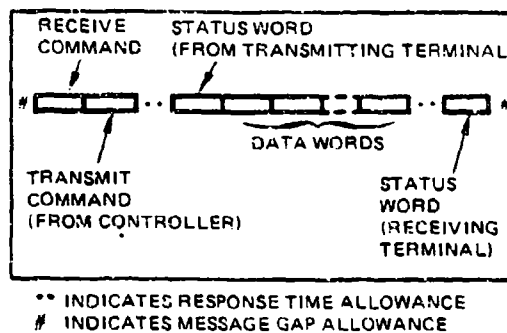 RECEIVE
COMMAND
STATUS WORD
(FROM TRANSMITTING TERMINAL
# ** ** #
DATA WORDS
TRANSMIT
COMMAND
(FROM CONTROLLER)
STATUS
WORD
(RECEIVING
TERMINAL)
** INDICATES RESPONSE TIME ALLOWANCE
# INDICATES MESSAGE GAP ALLOWANCE